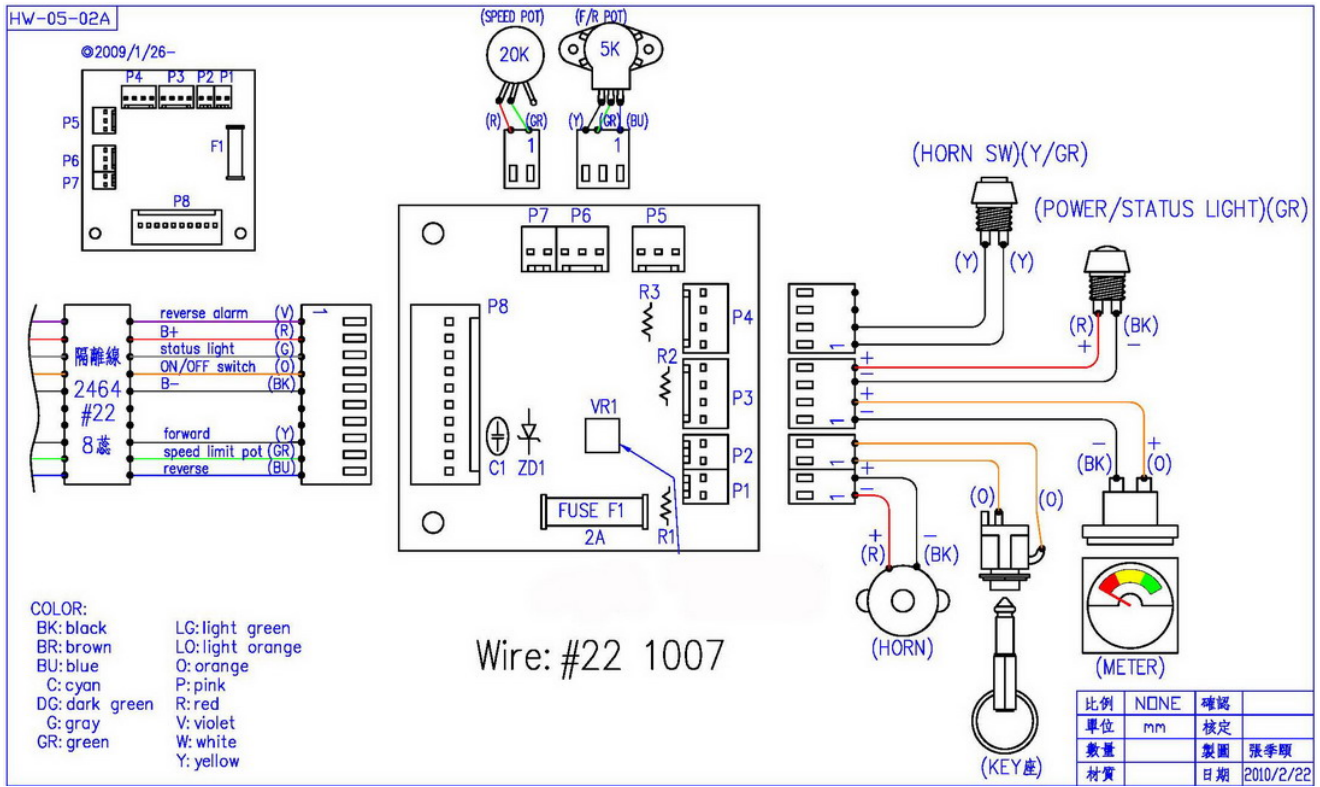 HW-05-02A
©2009/1/26-
P4 P3 P2 P1
P5
P6
P7
F1
P8
(SPEED POT)
20K
(R) (GR)
1
(F/R POT)
5K
(Y) (GR) (BU)
1
(HORN SW)(Y/GR)
(Y) (Y)
(POWER/STATUS LIGHT)(GR)
(R) (BK)
+ −
隔離線
2464
#22
8蕊
reverse alarm (V)
B+ (R)
status light (G)
ON/OFF switch (O)
B- (BK)
forward (Y)
speed limit pot (GR)
reverse (BU)
1
P7 P6 P5
P8
R3
P4
R2
P3
VR1
P2
P1
C1 ZD1
FUSE F1
2A
R1
1
+
−
+
−
1
1
+
−
1
+ −
(R) (BK)
(HORN)
(O) (O)
(KEY座)
− +
(BK) (O)
(METER)
Wire: #22 1007
COLOR:
BK: black
BR: brown
BU: blue
C: cyan
DG: dark green
G: gray
GR: green
LG: light green
LO: light orange
O: orange
P: pink
R: red
V: violet
W: white
Y: yellow
比例 NONE 確認
單位 mm 核定
數量 製圖 張季頤
材質 日期 2010/2/22